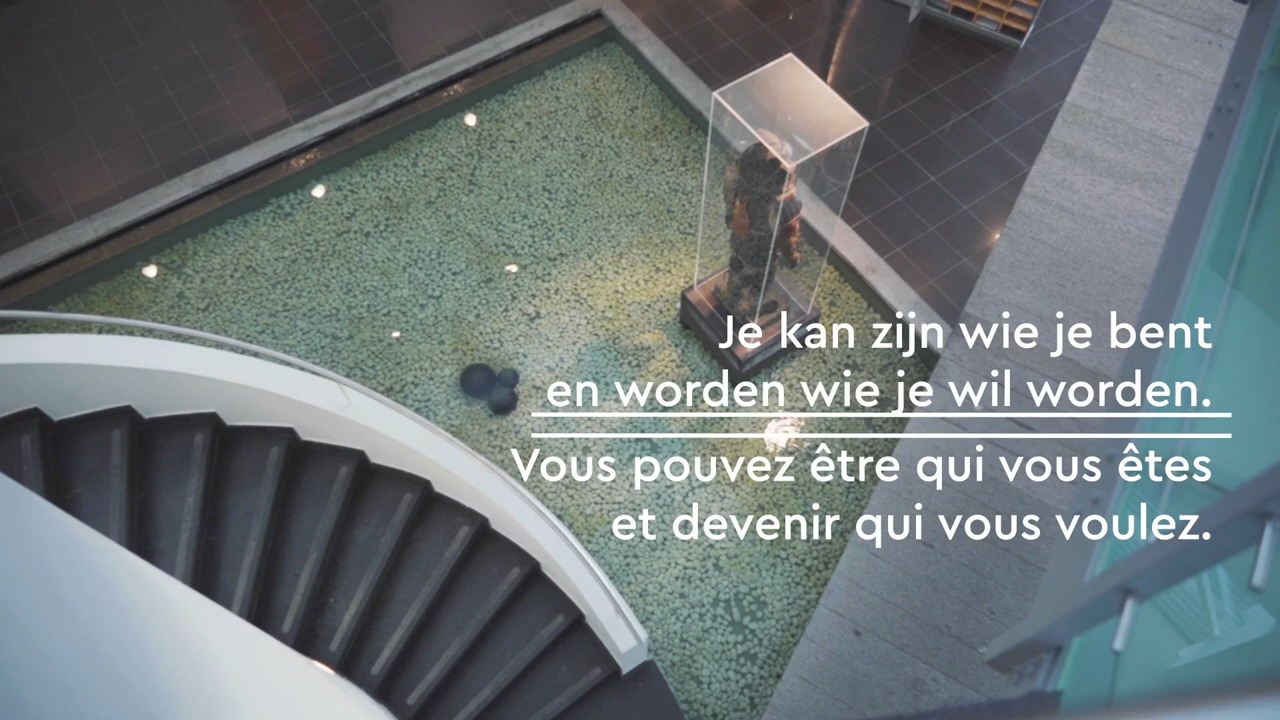 Je kan zijn wie je bent
en worden wie je wil worden.
Vous pouvez être qui vous êtes
et devenir qui vous voulez.